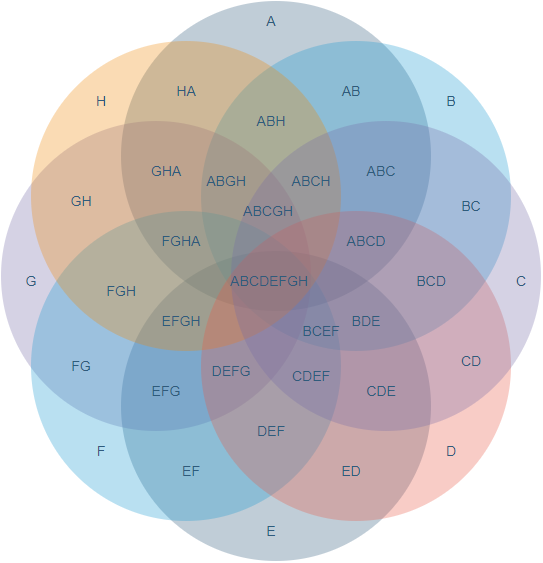 A
HA
AB
H
B
ABH
GHA
ABC
ABGH
ABCH
GH
ABCGH
BC
FGHA
ABCD
G
ABCDEFGH
BCD
C
FGH
EFGH
BDE
BCEF
FG
CD
DEFG
CDEF
EFG
CDE
DEF
F
D
EF
ED
E